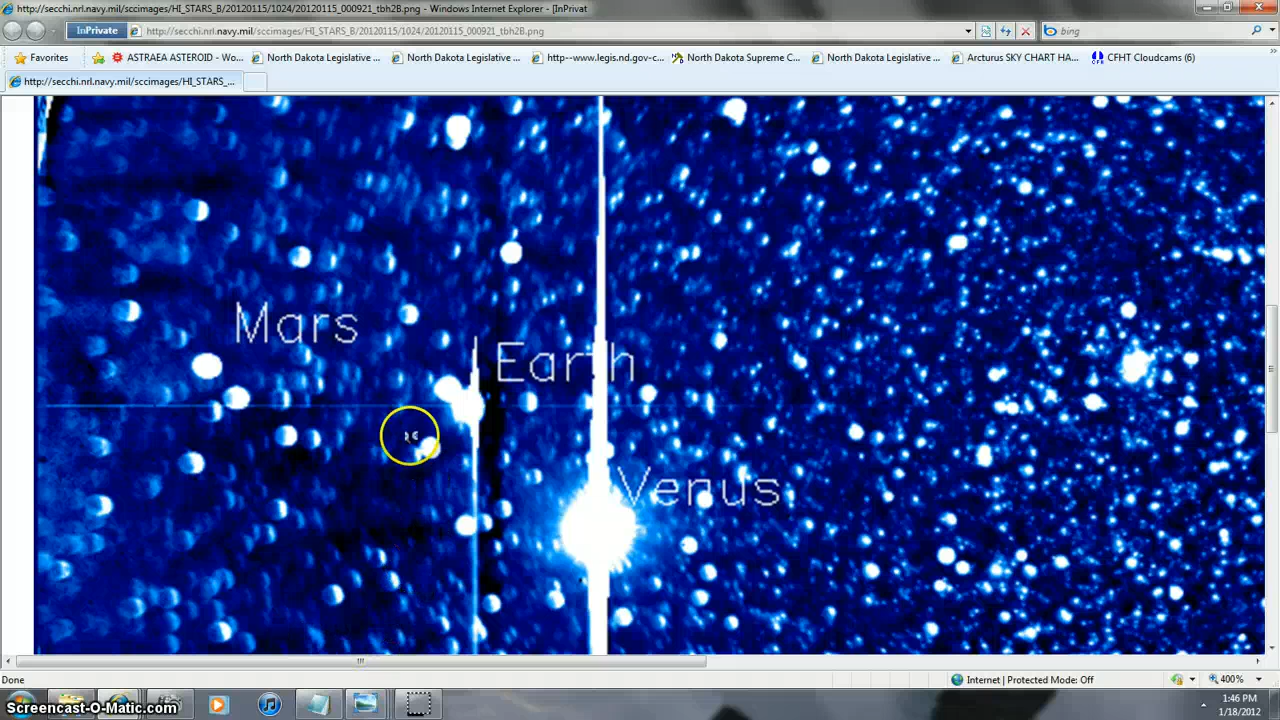 http://secchi.nrl.navy.mil/sccimages/HI_STARS_B/20120115/1024/20120115_000921_tbh2B.png - Windows Internet Explorer - [InPrivat
InPrivate http://secchi.nrl.navy.mil/sccimages/HI_STARS_B/20120115/1024/20120115_000921_tbh2B.png bing
Favorites ASTRAEA ASTEROID - Wo... North Dakota Legislative ... North Dakota Legislative ... http--www.legis.nd.gov-c... North Dakota Supreme C... North Dakota Legislative ... Arcturus SKY CHART HA... CFHT Cloudcams (6)
http://secchi.nrl.navy.mil/sccimages/HI_STARS_...
Mars
Earth
Venus
Done Internet | Protected Mode: Off 400%
Screencast-O-Matic.com 1:46 PM
1/18/2012